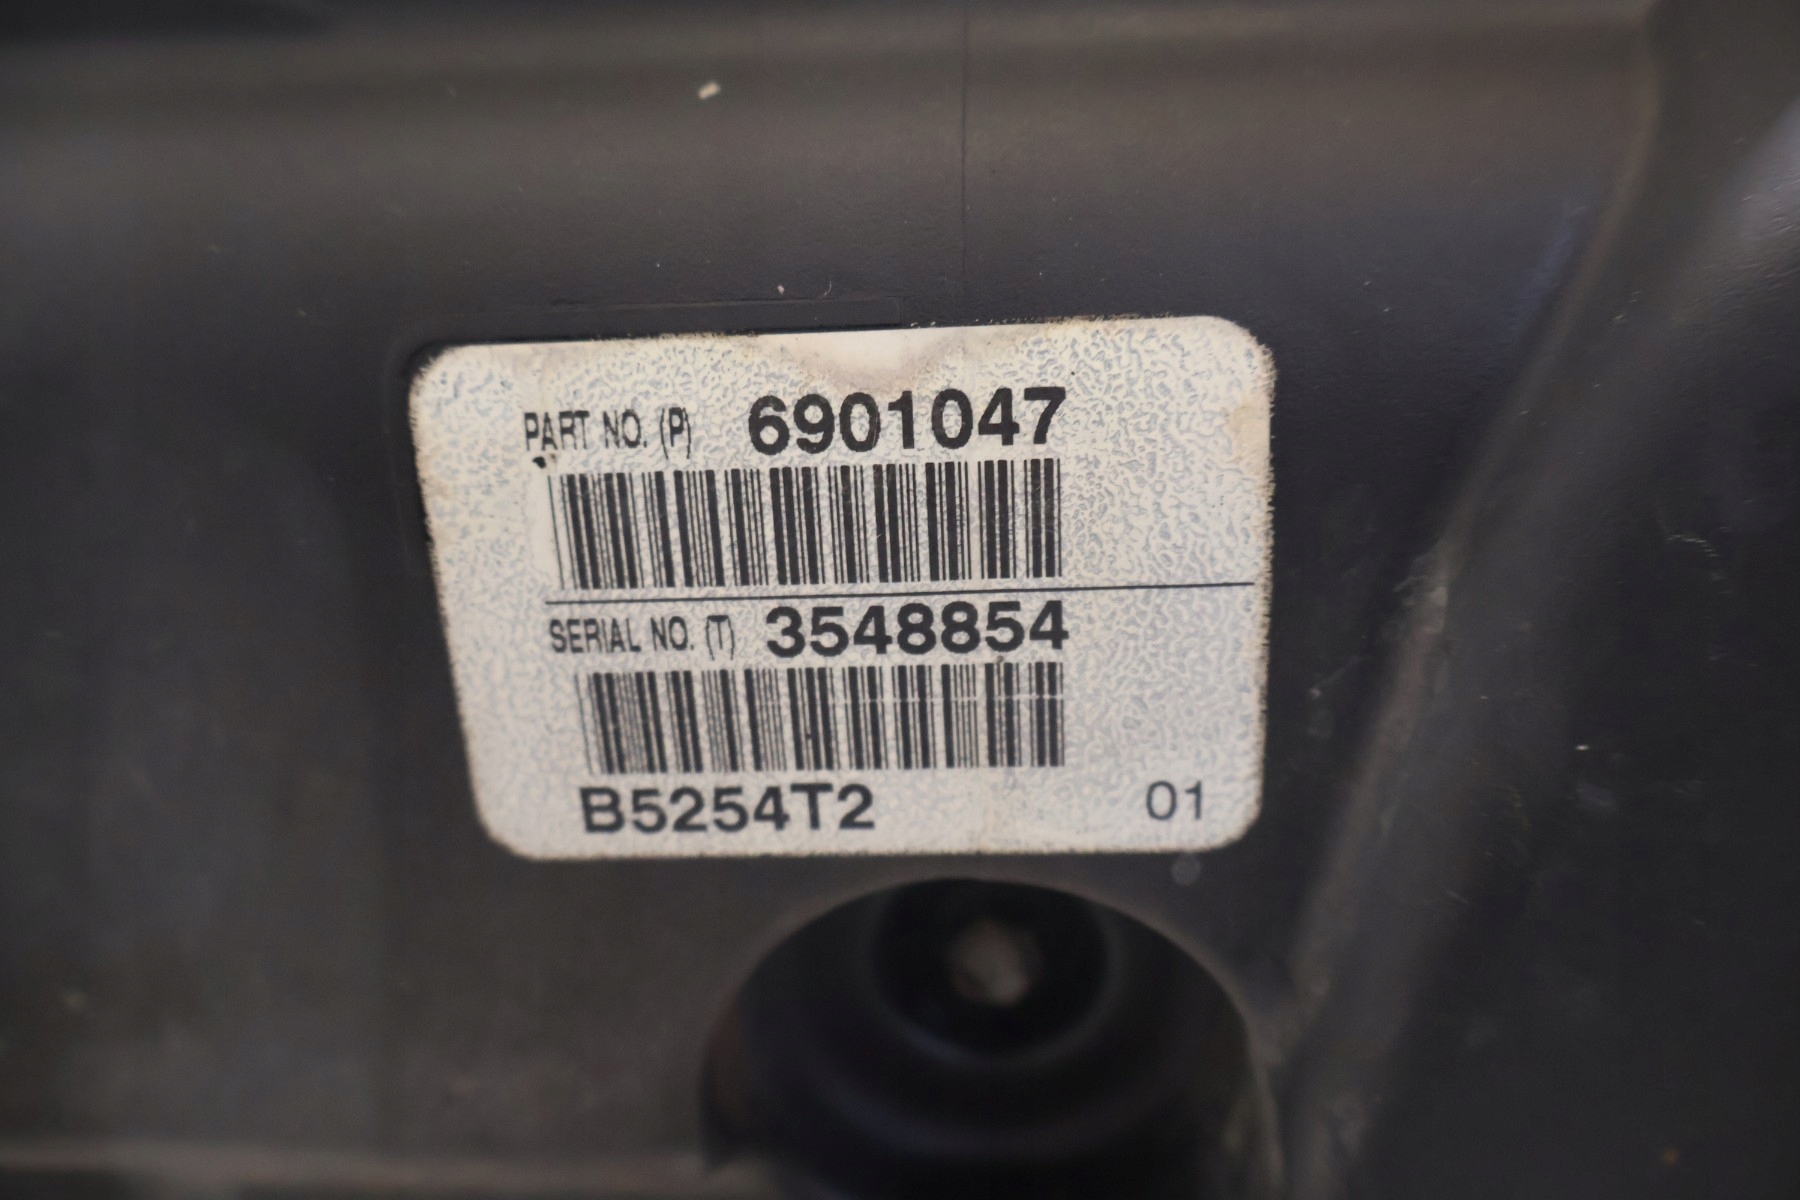 PART NO. (P) 6901047
SERIAL NO. (T) 3548854
B5254T2 01